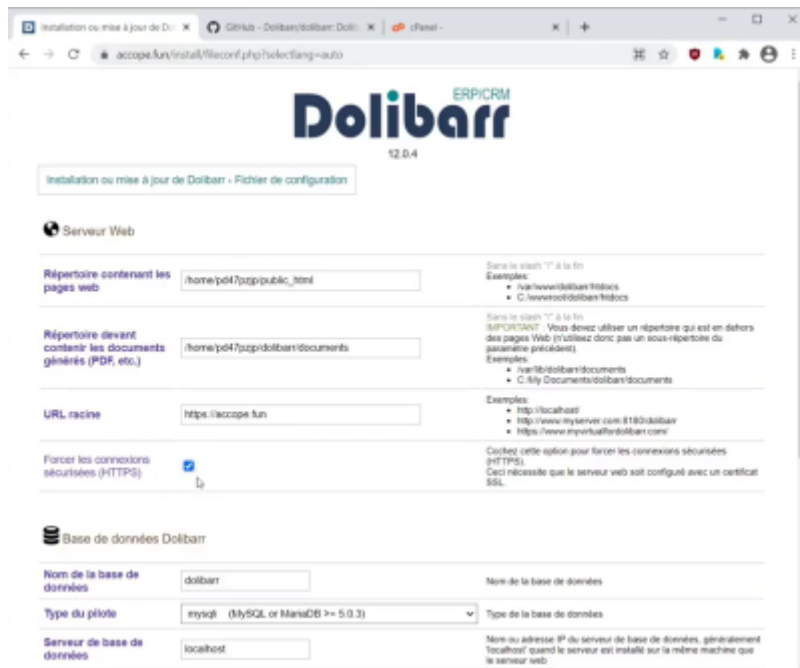 Installation ou mise à jour de Do
GitHub - Dolibarr/dolibarr: Dolib
cPanel -
accope.fun/install/fileconf.php?selectlang=auto
Dolibarr
ERP/CRM
12.0.4
Installation ou mise à jour de Dolibarr - Fichier de configuration
Serveur Web
Répertoire contenant les
pages web
/home/pd47pzjp/public_html
Sans le slash "/" à la fin
Exemples:
/var/www/dolibarr/htdocs
C:/wwwroot/dolibarr/htdocs
Répertoire devant
contenir les documents
générés (PDF, etc.)
/home/pd47pzjp/dolibarr/documents
Sans le slash "/" à la fin
IMPORTANT : Vous devez utiliser un répertoire qui est en dehors
des pages Web (n'utilisez donc pas un sous-répertoire du
paramètre précédent).
Exemples:
/var/lib/dolibarr/documents
C:/My Documents/dolibarr/documents
URL racine
https://accope.fun
Exemples:
http://localhost/
http://www.myserver.com:8180/dolibarr
https://www.myvirtualfordolibarr.com/
Forcer les connexions
sécurisées (HTTPS)
Cochez cette option pour forcer les connexions sécurisées
(HTTPS).
Ceci nécessite que le serveur web soit configuré avec un certificat
SSL.
Base de données Dolibarr
Nom de la base de
données
dolibarr
Nom de la base de données
Type du pilote
mysqli (MySQL or MariaDB >= 5.0.3)
Type de la base de données
Serveur de base de
données
localhost
Nom ou adresse IP du serveur de base de données, généralement
'localhost' quand le serveur est installé sur la même machine que
le serveur web